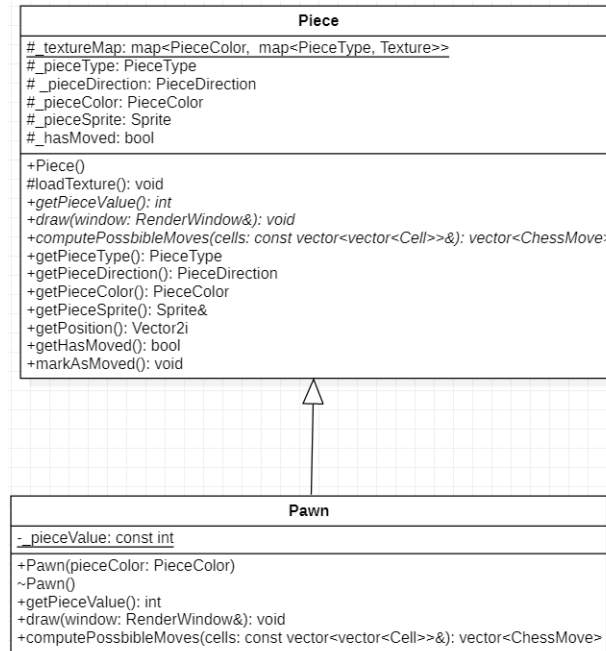 Piece
#_textureMap: map<PieceColor, map<PieceType, Texture>>
#_pieceType: PieceType
# _pieceDirection: PieceDirection
#_pieceColor: PieceColor
#_pieceSprite: Sprite
#_hasMoved: bool
+Piece()
#loadTexture(): void
+getPieceValue(): int
+draw(window: RenderWindow&): void
+computePossbibleMoves(cells: const vector<vector<Cell>>&): vector<ChessMove>
+getPieceType(): PieceType
+getPieceDirection(): PieceDirection
+getPieceColor(): PieceColor
+getPieceSprite(): Sprite&
+getPosition(): Vector2i
+getHasMoved(): bool
+markAsMoved(): void
Pawn
-_pieceValue: const int
+Pawn(pieceColor: PieceColor)
~Pawn()
+getPieceValue(): int
+draw(window: RenderWindow&): void
+computePossbibleMoves(cells: const vector<vector<Cell>>&): vector<ChessMove>